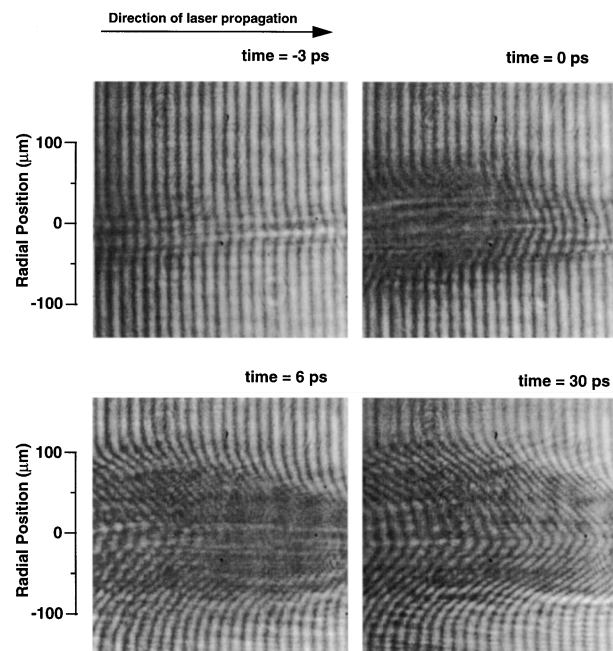 Direction of laser propagation
time = -3 ps
time = 0 ps
Radial Position (μm)
100
0
-100
time = 6 ps
time = 30 ps
Radial Position (μm)
100
0
-100